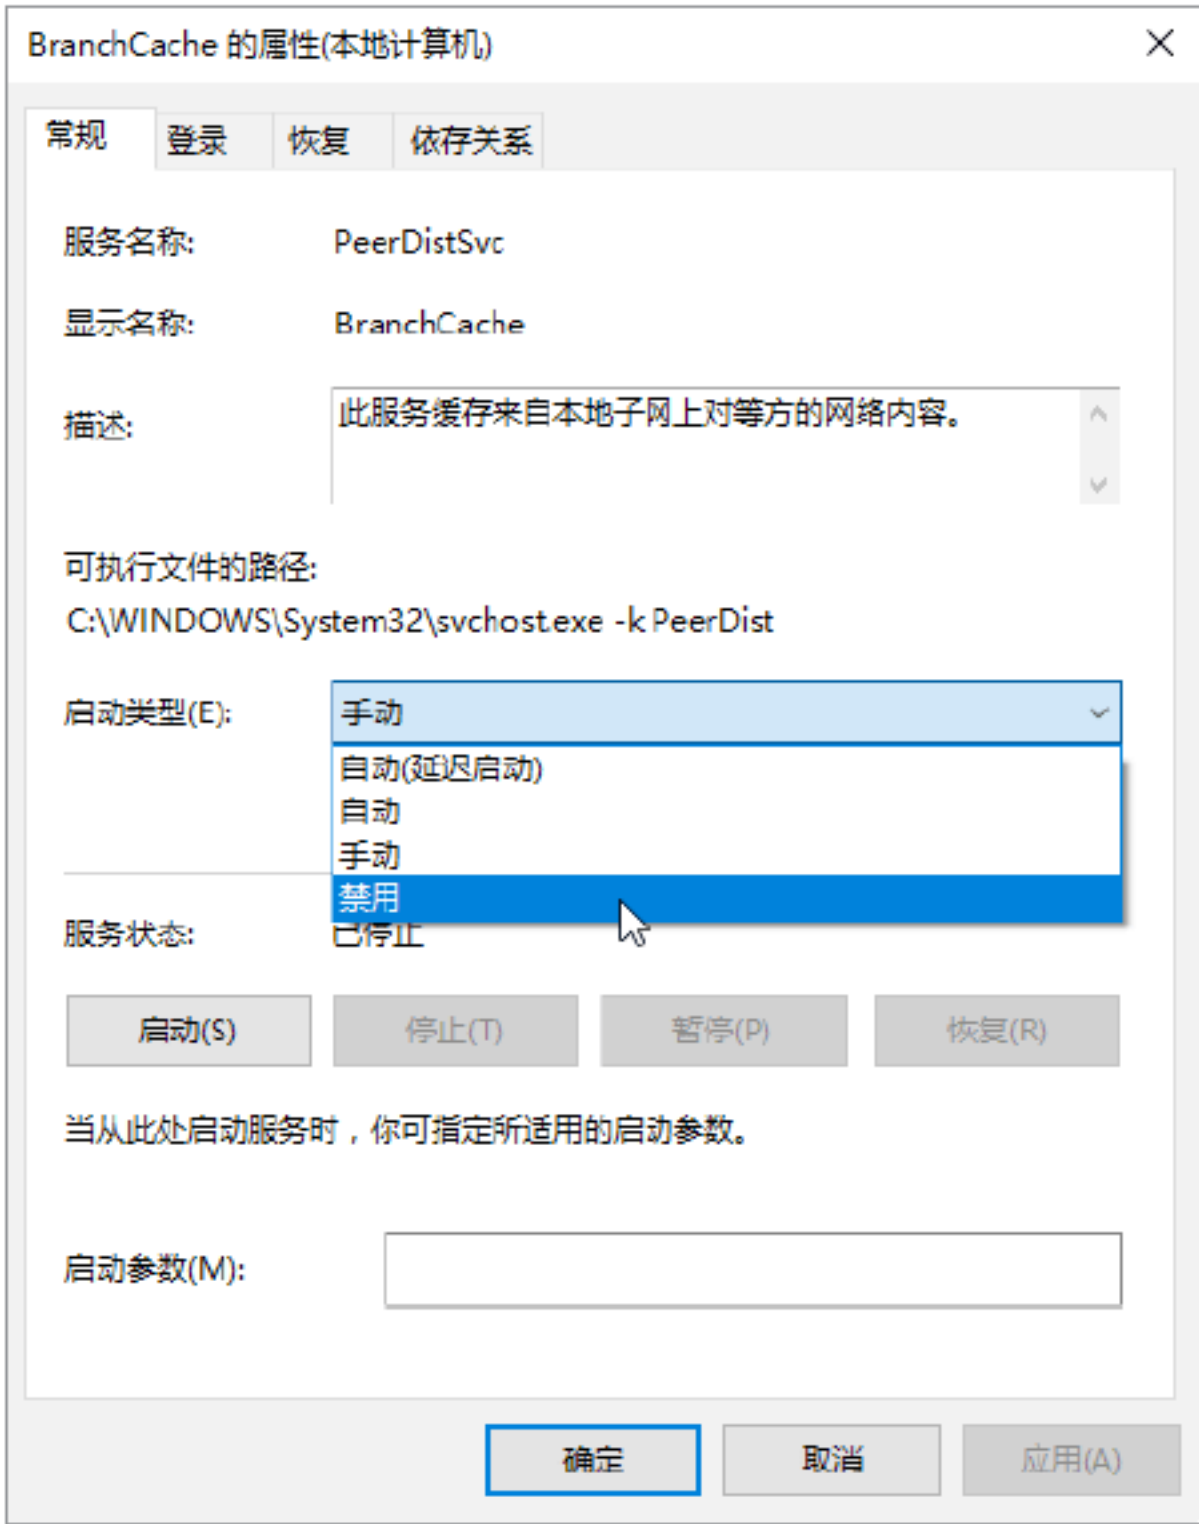 BranchCache 的属性(本地计算机)
常规 登录 恢复 依存关系
服务名称: PeerDistSvc
显示名称: BranchCache
描述: 此服务缓存来自本地子网上对等方的网络内容。
可执行文件的路径:
C:\WINDOWS\System32\svchost.exe -k PeerDist
启动类型(E): 手动
自动(延迟启动)
自动
手动
禁用
服务状态: 已停止
启动(S) 停止(T) 暂停(P) 恢复(R)
当从此处启动服务时，你可指定所适用的启动参数。
启动参数(M):
确定 取消 应用(A)